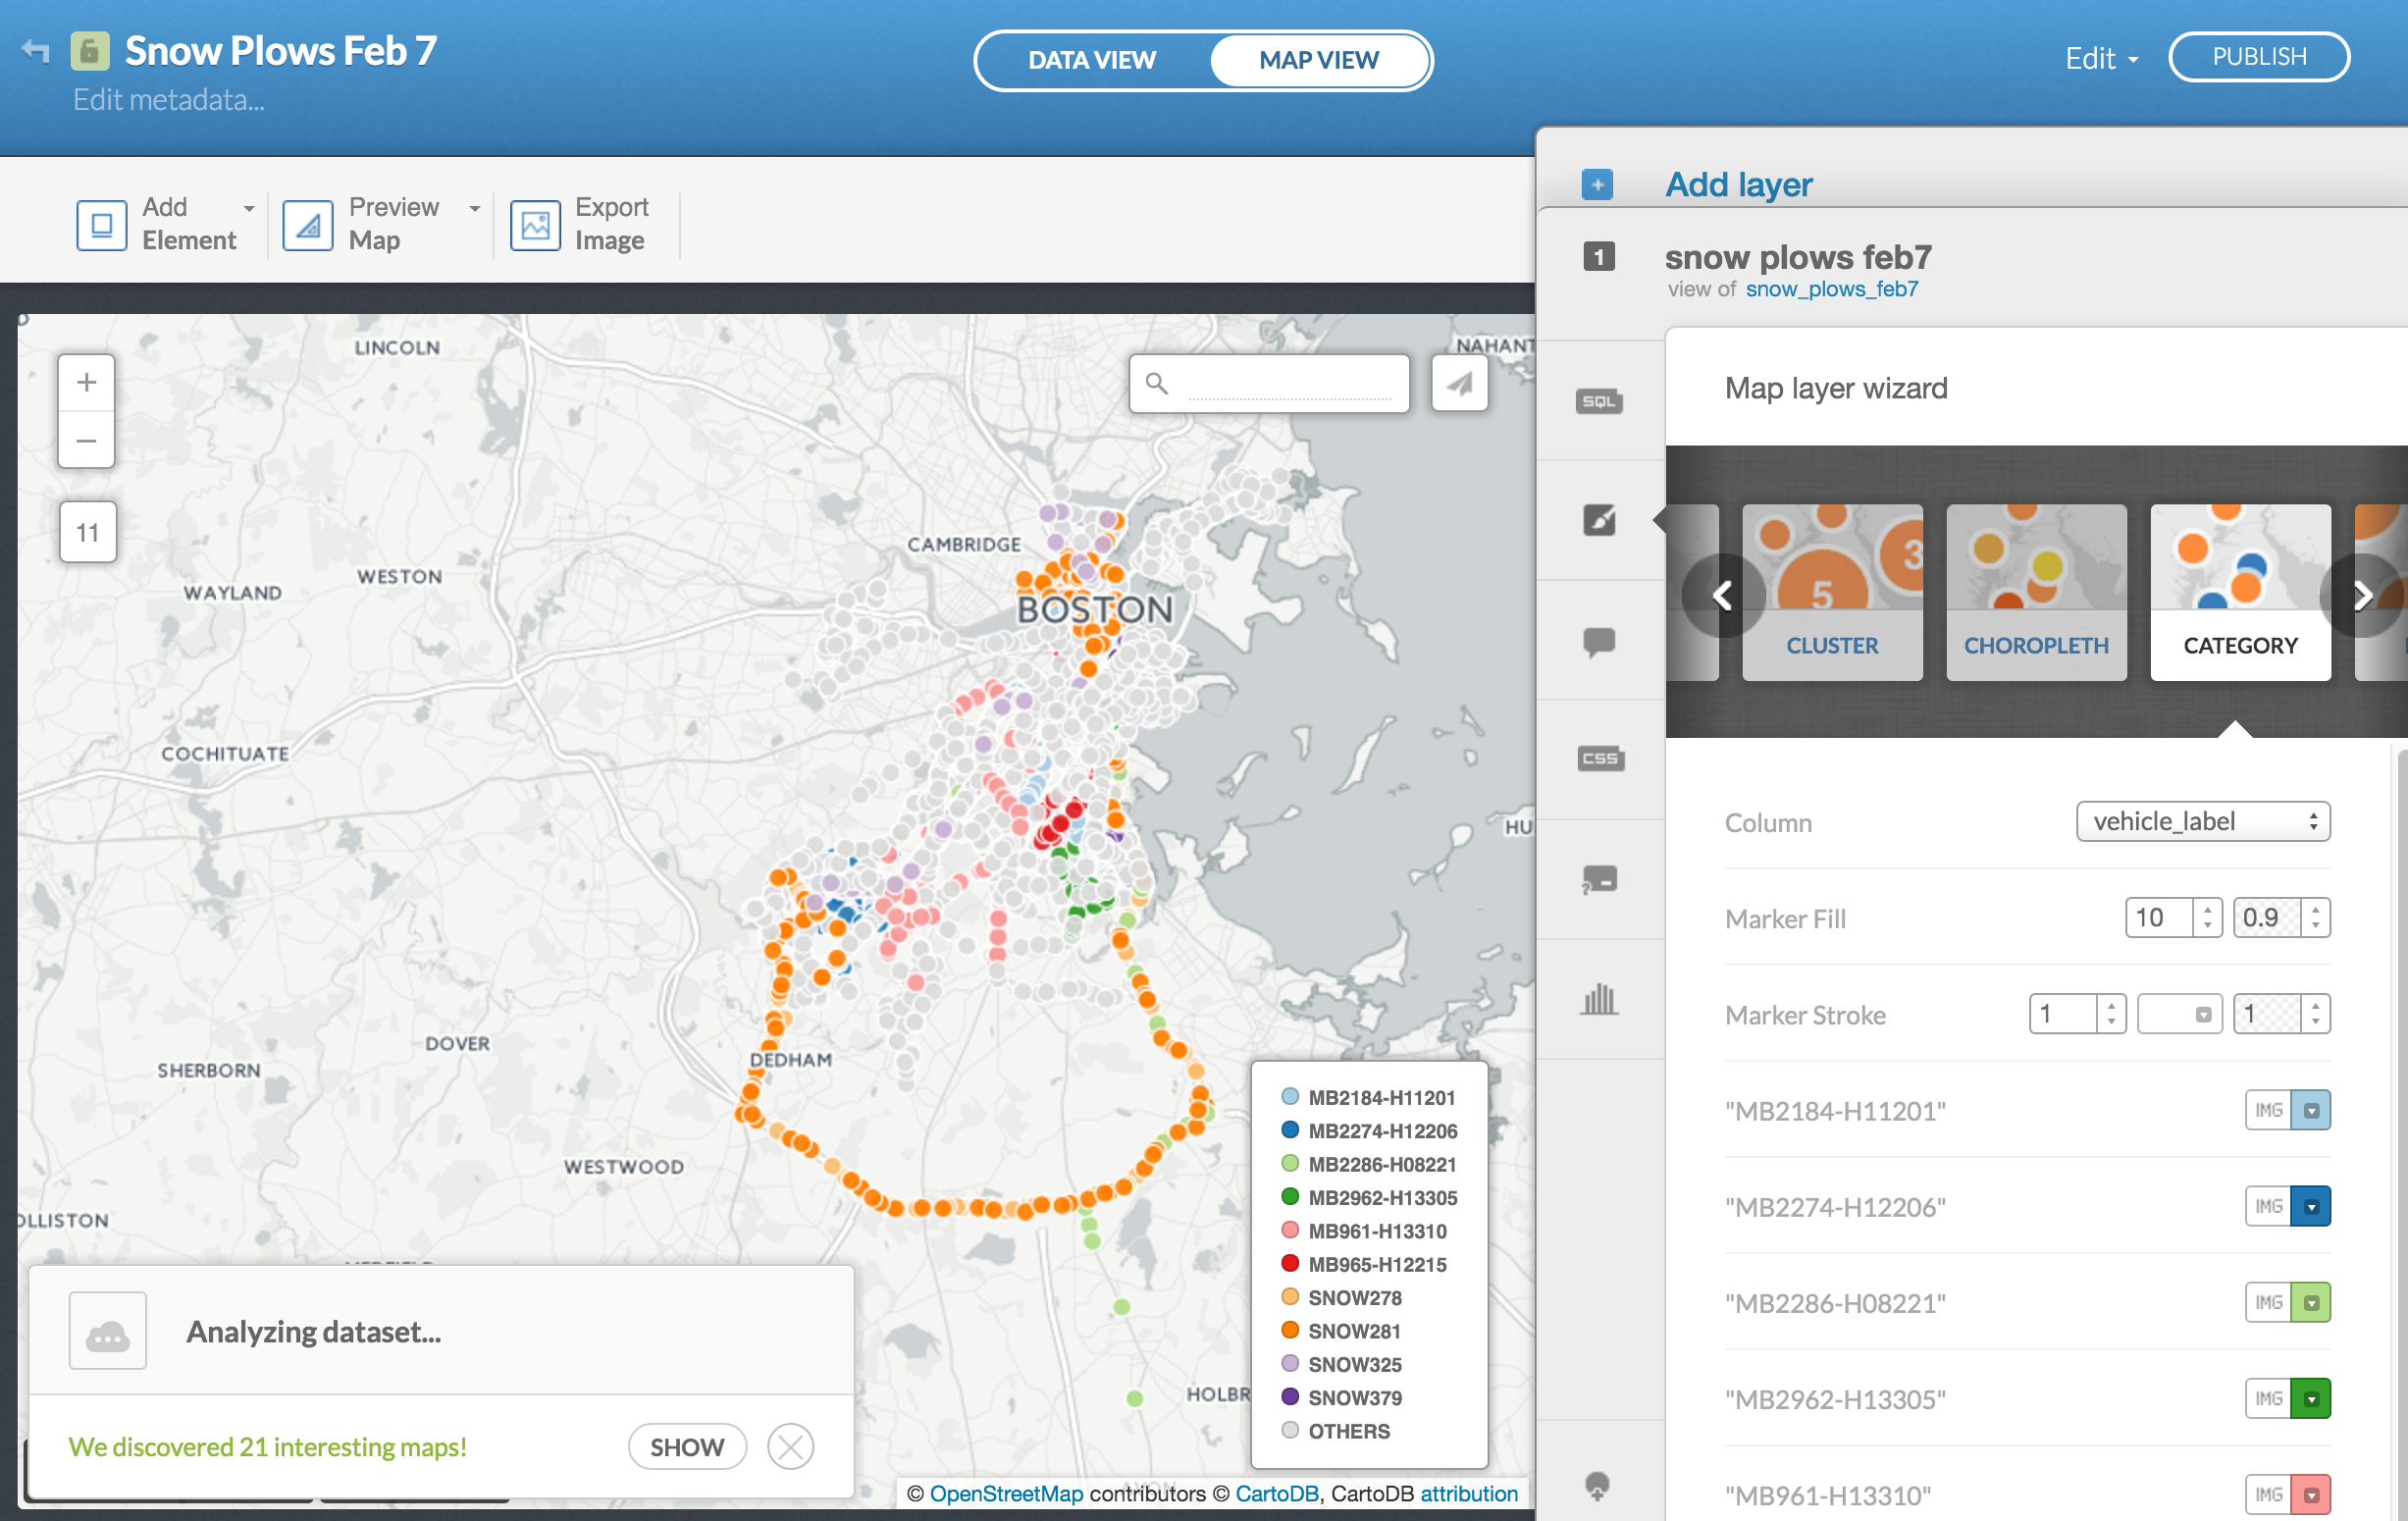 Snow Plows Feb 7
Edit metadata...
DATA VIEW
MAP VIEW
Edit
PUBLISH
Add Element
Preview Map
Export Image
Add layer
1
snow plows feb7
view of snow_plows_feb7
SQL
CSS
Map layer wizard
5
3
CLUSTER
CHOROPLETH
CATEGORY
Column
vehicle_label
Marker Fill
10
0.9
Marker Stroke
1
1
"MB2184-H11201"
IMG
"MB2274-H12206"
IMG
"MB2286-H08221"
IMG
"MB2962-H13305"
IMG
"MB961-H13310"
IMG
+
−
11
LINCOLN
NAHANT
CAMBRIDGE
WESTON
WAYLAND
BOSTON
COCHITUATE
HU
DOVER
DEDHAM
SHERBORN
WESTWOOD
OLLISTON
HOLBR
MB2184-H11201
MB2274-H12206
MB2286-H08221
MB2962-H13305
MB961-H13310
MB965-H12215
SNOW278
SNOW281
SNOW325
SNOW379
OTHERS
Analyzing dataset...
We discovered 21 interesting maps!
SHOW
© OpenStreetMap contributors © CartoDB, CartoDB attribution